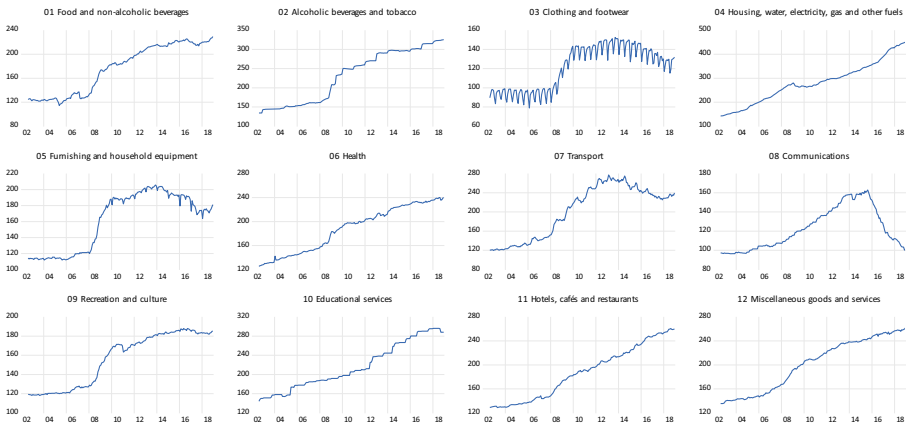 01 Food and non-alcoholic beverages
240
200
160
120
80
02 04 06 08 10 12 14 16 18
02 Alcoholic beverages and tobacco
350
300
250
200
150
100
02 04 06 08 10 12 14 16 18
03 Clothing and footwear
160
140
120
100
80
60
02 04 06 08 10 12 14 16 18
04 Housing, water, electricity, gas and other fuels
500
400
300
200
100
02 04 06 08 10 12 14 16 18
05 Furnishing and household equipment
220
200
180
160
140
120
100
02 04 06 08 10 12 14 16 18
06 Health
280
240
200
160
120
02 04 06 08 10 12 14 16 18
07 Transport
280
240
200
160
120
80
02 04 06 08 10 12 14 16 18
08 Communications
180
160
140
120
100
80
02 04 06 08 10 12 14 16 18
09 Recreation and culture
200
180
160
140
120
100
02 04 06 08 10 12 14 16 18
10 Educational services
320
280
240
200
160
120
02 04 06 08 10 12 14 16 18
11 Hotels, cafés and restaurants
280
240
200
160
120
02 04 06 08 10 12 14 16 18
12 Miscellaneous goods and services
280
240
200
160
120
02 04 06 08 10 12 14 16 18